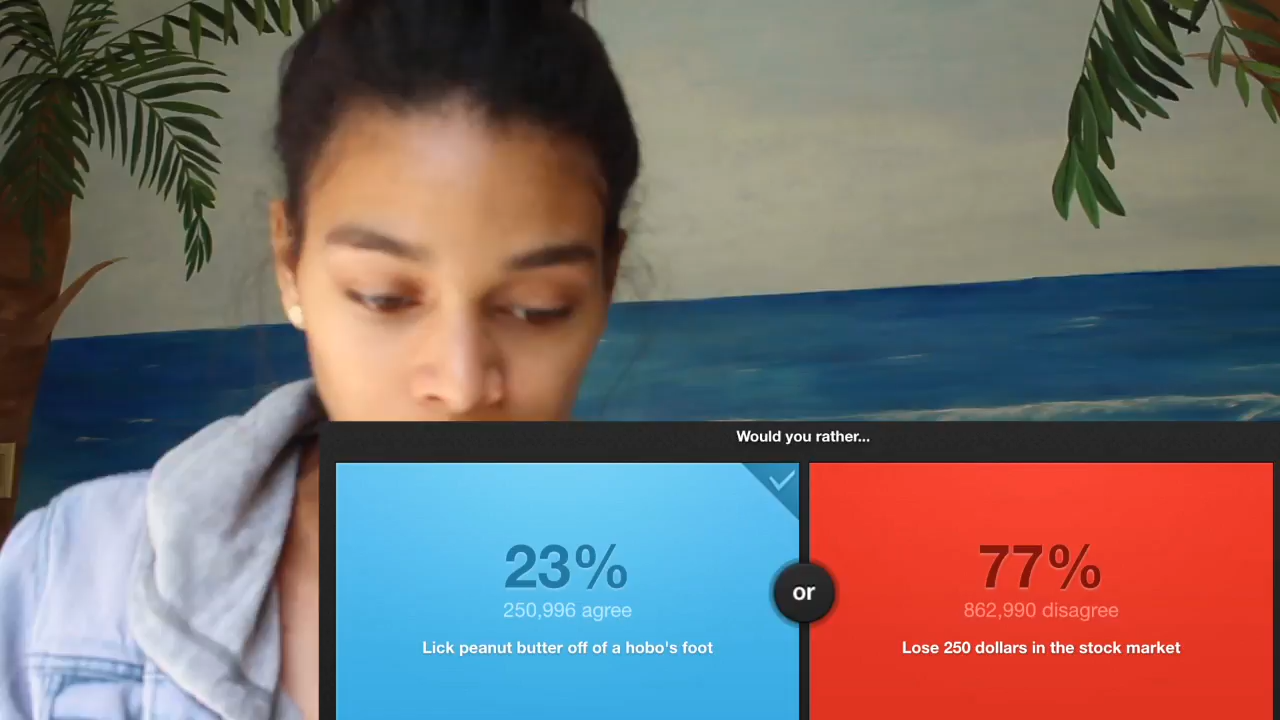 Would you rather...
23%
250,996 agree
Lick peanut butter off of a hobo's foot
or
77%
862,990 disagree
Lose 250 dollars in the stock market